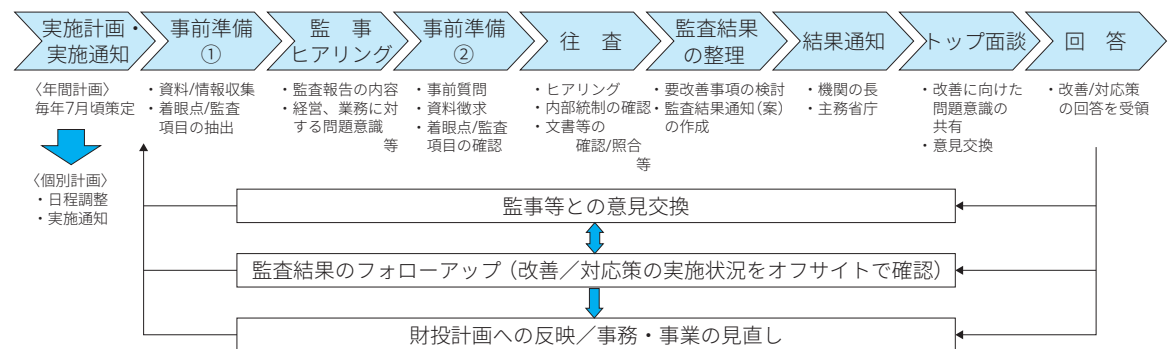 実施計画・
実施通知
事前準備
①
監　事
ヒアリング
事前準備
②
往　査
監査結果
の整理
結果通知
トップ面談
回　答
〈年間計画〉
毎年7月頃策定
〈個別計画〉
・日程調整
・実施通知
・資料/情報収集
・着眼点/監査
項目の抽出
・監査報告の内容
・経営、業務に対
する問題意識
等
・事前質問
・資料徴求
・着眼点/監査
項目の確認
・ヒアリング
・内部統制の確認
・文書等の
確認/照合
等
・要改善事項の検討
・監査結果通知（案）
の作成
・機関の長
・主務省庁
・改善に向けた
問題意識の
共有
・意見交換
・改善/対応策
の回答を受領
監事等との意見交換
監査結果のフォローアップ（改善／対応策の実施状況をオフサイトで確認）
財投計画への反映／事務・事業の見直し